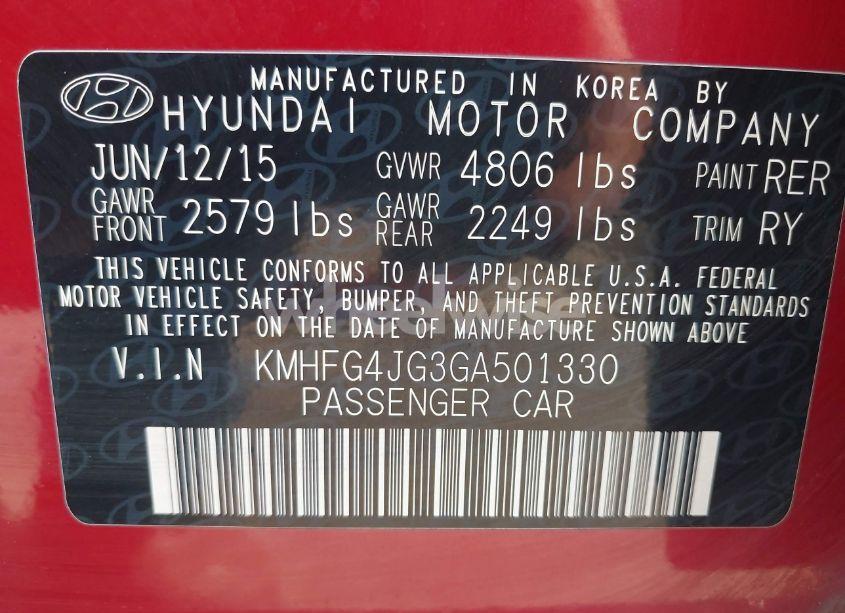 MANUFACTURED IN KOREA BY
HYUNDAI MOTOR COMPANY
JUN/12/15 GVWR 4806 lbs PAINT RER
GAWR FRONT 2579 lbs GAWR REAR 2249 lbs TRIM RY
THIS VEHICLE CONFORMS TO ALL APPLICABLE U.S.A. FEDERAL
MOTOR VEHICLE SAFETY, BUMPER, AND THEFT PREVENTION STANDARDS
IN EFFECT ON THE DATE OF MANUFACTURE SHOWN ABOVE.
V.I.N KMHFG4JG3GA501330
PASSENGER CAR